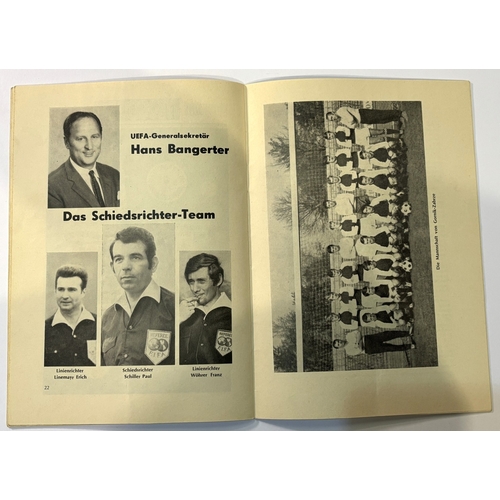 UEFA-Generalsekretär
Hans Bangerter
Das Schiedsrichter-Team
Linienrichter
Linemayr Erich
Schiedsrichter
Schiller Paul
Linienrichter
Wöhrer Franz
22
Die Mannschaft von Gornik-Zabrze